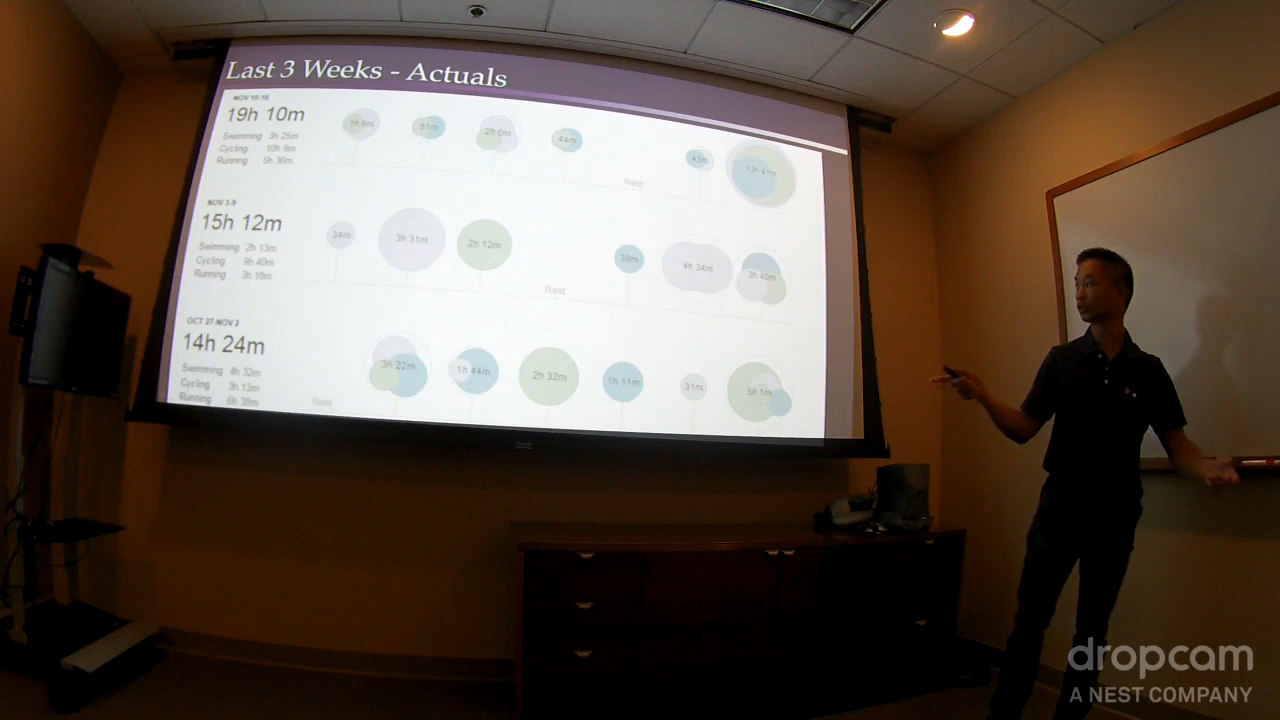 Last 3 Weeks - Actuals
NOV 10-16
19h 10m
Swimming 3h 25m
Cycling 10h 8m
Running 5h 36m
1h 9m 51m 2h 0m 44m Rest 43m 13h 41m
NOV 3-9
15h 12m
Swimming 2h 13m
Cycling 9h 40m
Running 3h 18m
34m 3h 31m 2h 12m Rest 39m 4h 34m 3h 40m
OCT 27-NOV 2
14h 24m
Swimming 4h 32m
Cycling 3h 13m
Running 6h 38m
Rest 3h 22m 1h 44m 2h 32m 1h 11m 31m 5h 1m
dropcam
A NEST COMPANY